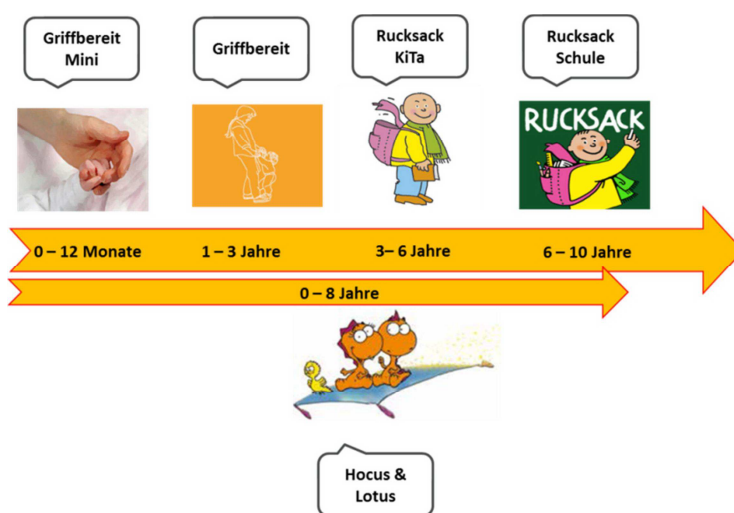 Griffbereit
Mini
Griffbereit
Rucksack
KiTa
Rucksack
Schule
RUCKSACK
0 – 12 Monate
1 – 3 Jahre
3– 6 Jahre
6 – 10 Jahre
0 – 8 Jahre
Hocus &
Lotus